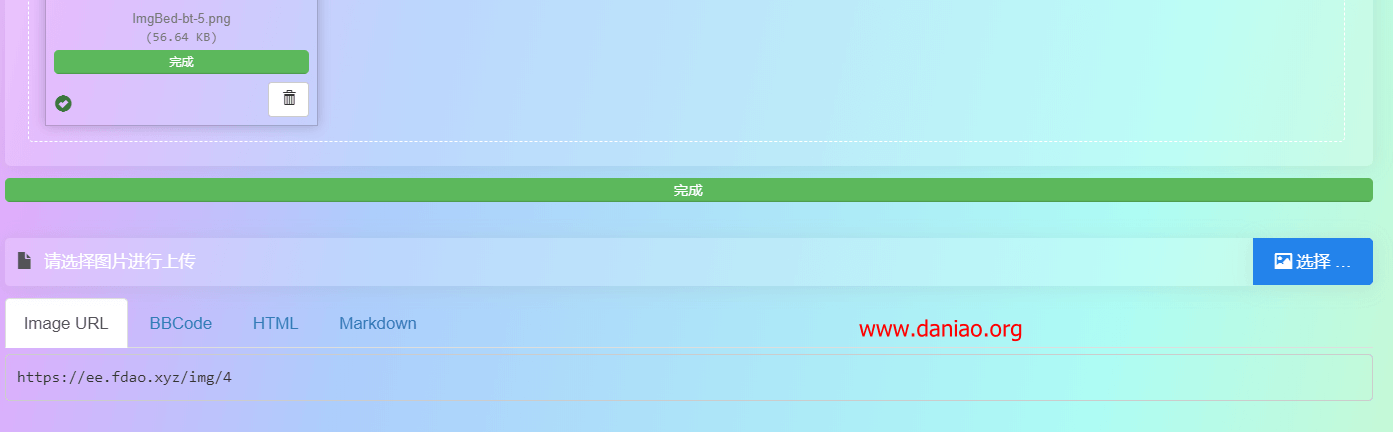 ImgBed-bt-5.png
(56.64 KB)
完成
完成
请选择图片进行上传
选择 ...
Image URL BBCode HTML Markdown
www.daniao.org
https://ee.fdao.xyz/img/4